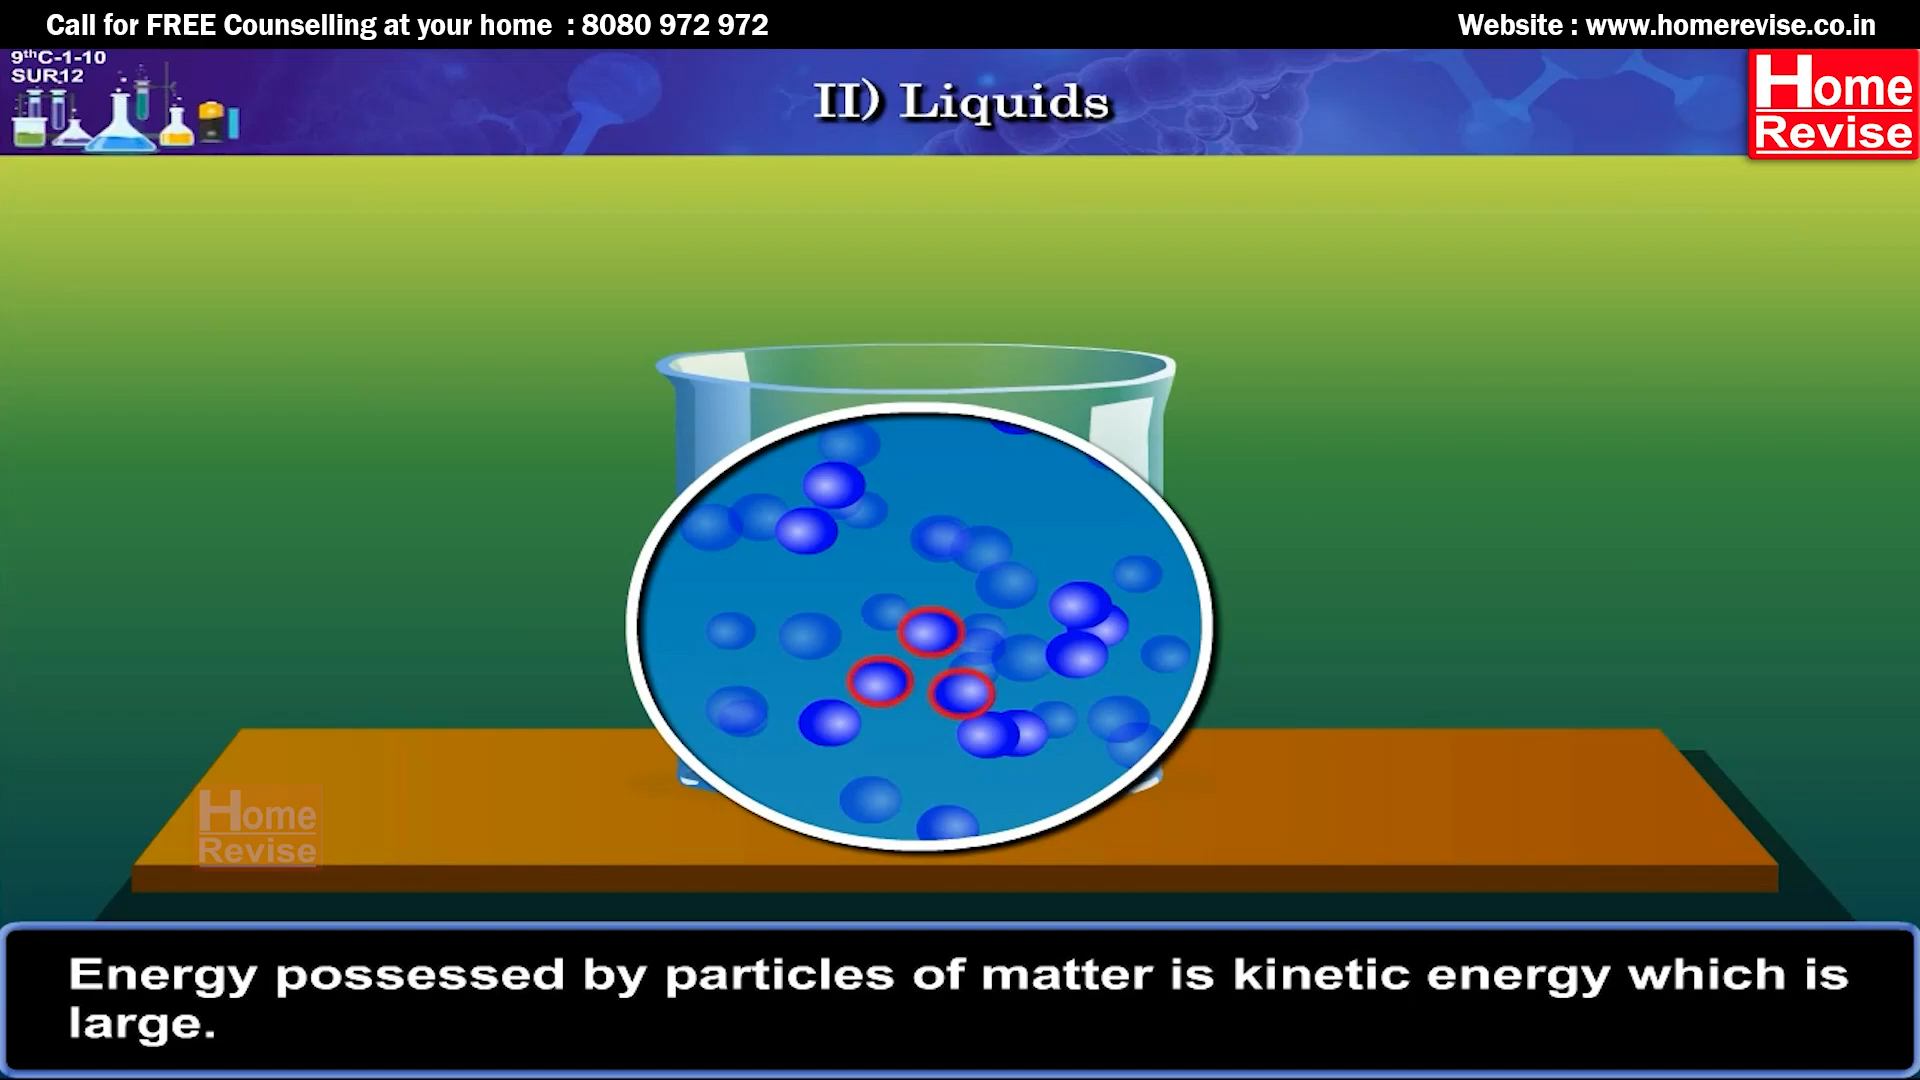 Call for FREE Counselling at your home : 8080 972 972
Website : www.homerevise.co.in
9thC-1-10
SUR12
II) Liquids
Home
Revise
Home
Revise
Energy possessed by particles of matter is kinetic energy which is
large.